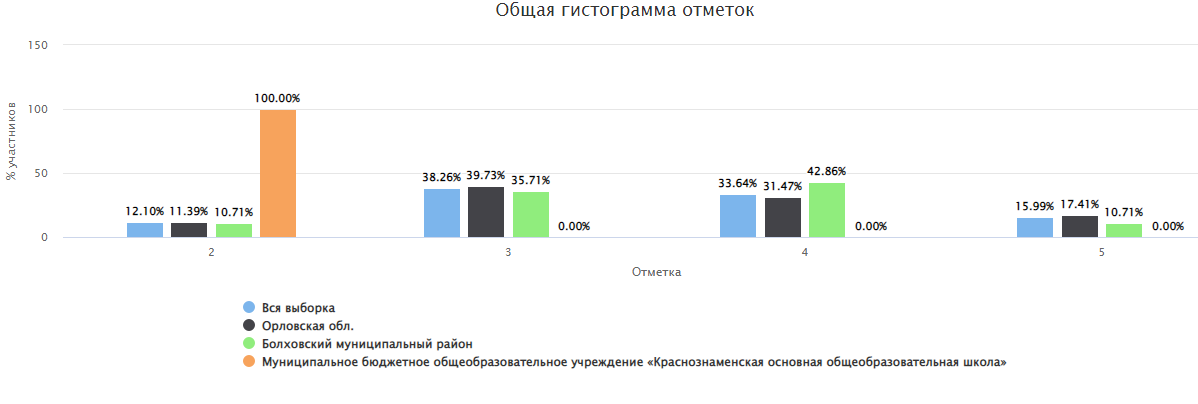 Общая гистограмма отметок
150
100
50
0
% участников
100.00%
12.10% 11.39% 10.71%
38.26% 39.73% 35.71% 0.00%
33.64% 31.47% 42.86% 0.00%
15.99% 17.41% 10.71% 0.00%
2 3 4 5
Отметка
Вся выборка
Орловская обл.
Болховский муниципальный район
Муниципальное бюджетное общеобразовательное учреждение «Краснознаменская основная общеобразовательная школа»